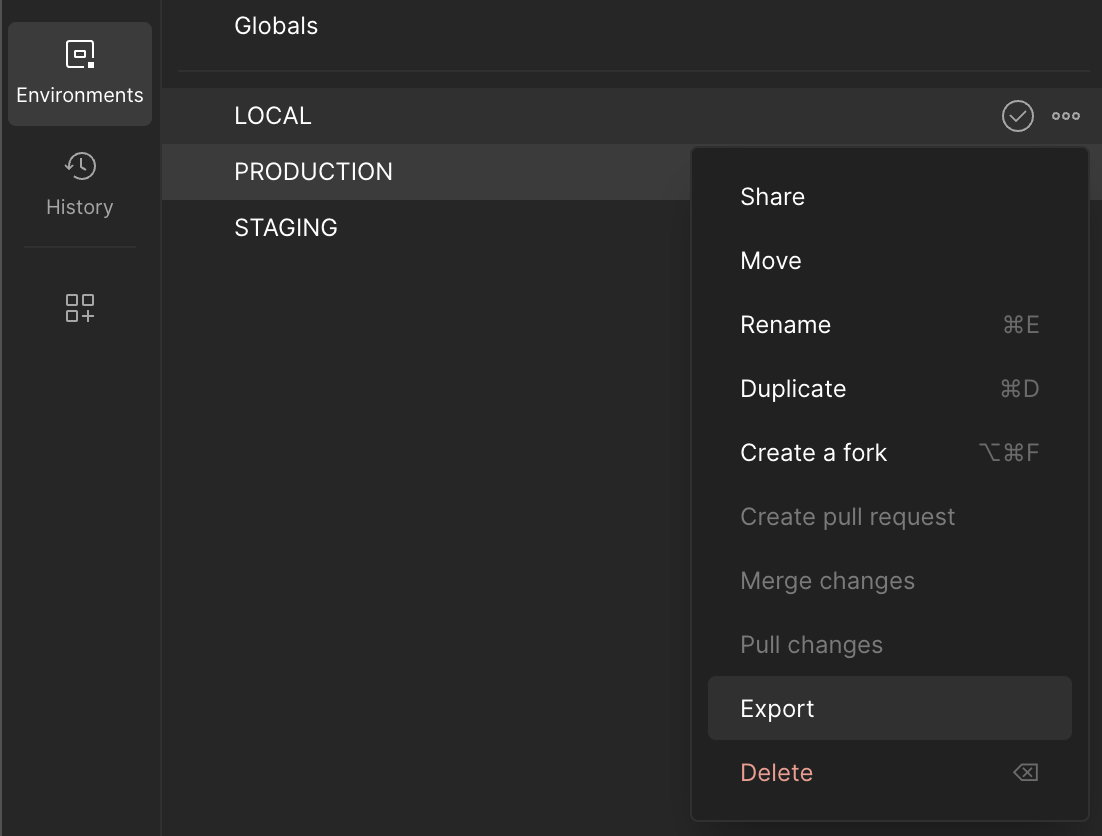 Globals
Environments
LOCAL
PRODUCTION
History
STAGING
Share
Move
Rename ⌘E
Duplicate ⌘D
Create a fork ⌥⌘F
Create pull request
Merge changes
Pull changes
Export
Delete ⌫